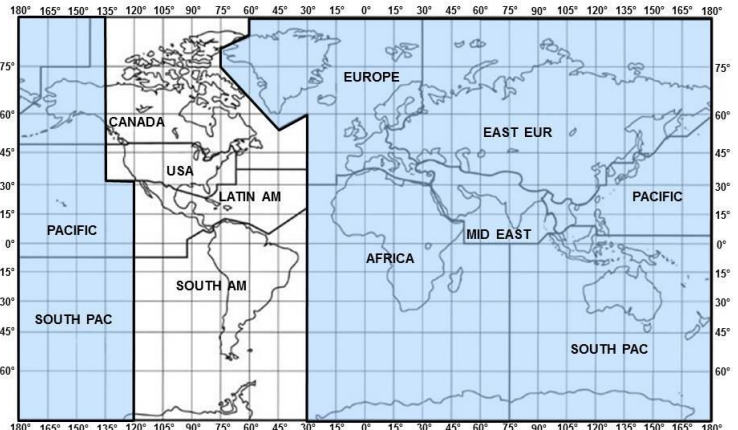 180° 165° 150° 135° 120° 105° 90° 75° 60° 45° 30° 15° 0° 15° 30° 45° 60° 75° 90° 105° 120° 135° 150° 165° 180°
75° 75°
EUROPE
60° CANADA 60°
EAST EUR
45° 45°
USA
30° LATIN AM PACIFIC 30°
15° 15°
PACIFIC MID EAST
0° 0°
AFRICA
15° 15°
SOUTH AM
30° 30°
SOUTH PAC
45° 45°
SOUTH PAC
60° 60°
180° 165° 150° 135° 120° 105° 90° 75° 60° 45° 30° 15° 0° 15° 30° 45° 60° 75° 90° 105° 120° 135° 150° 165° 180°